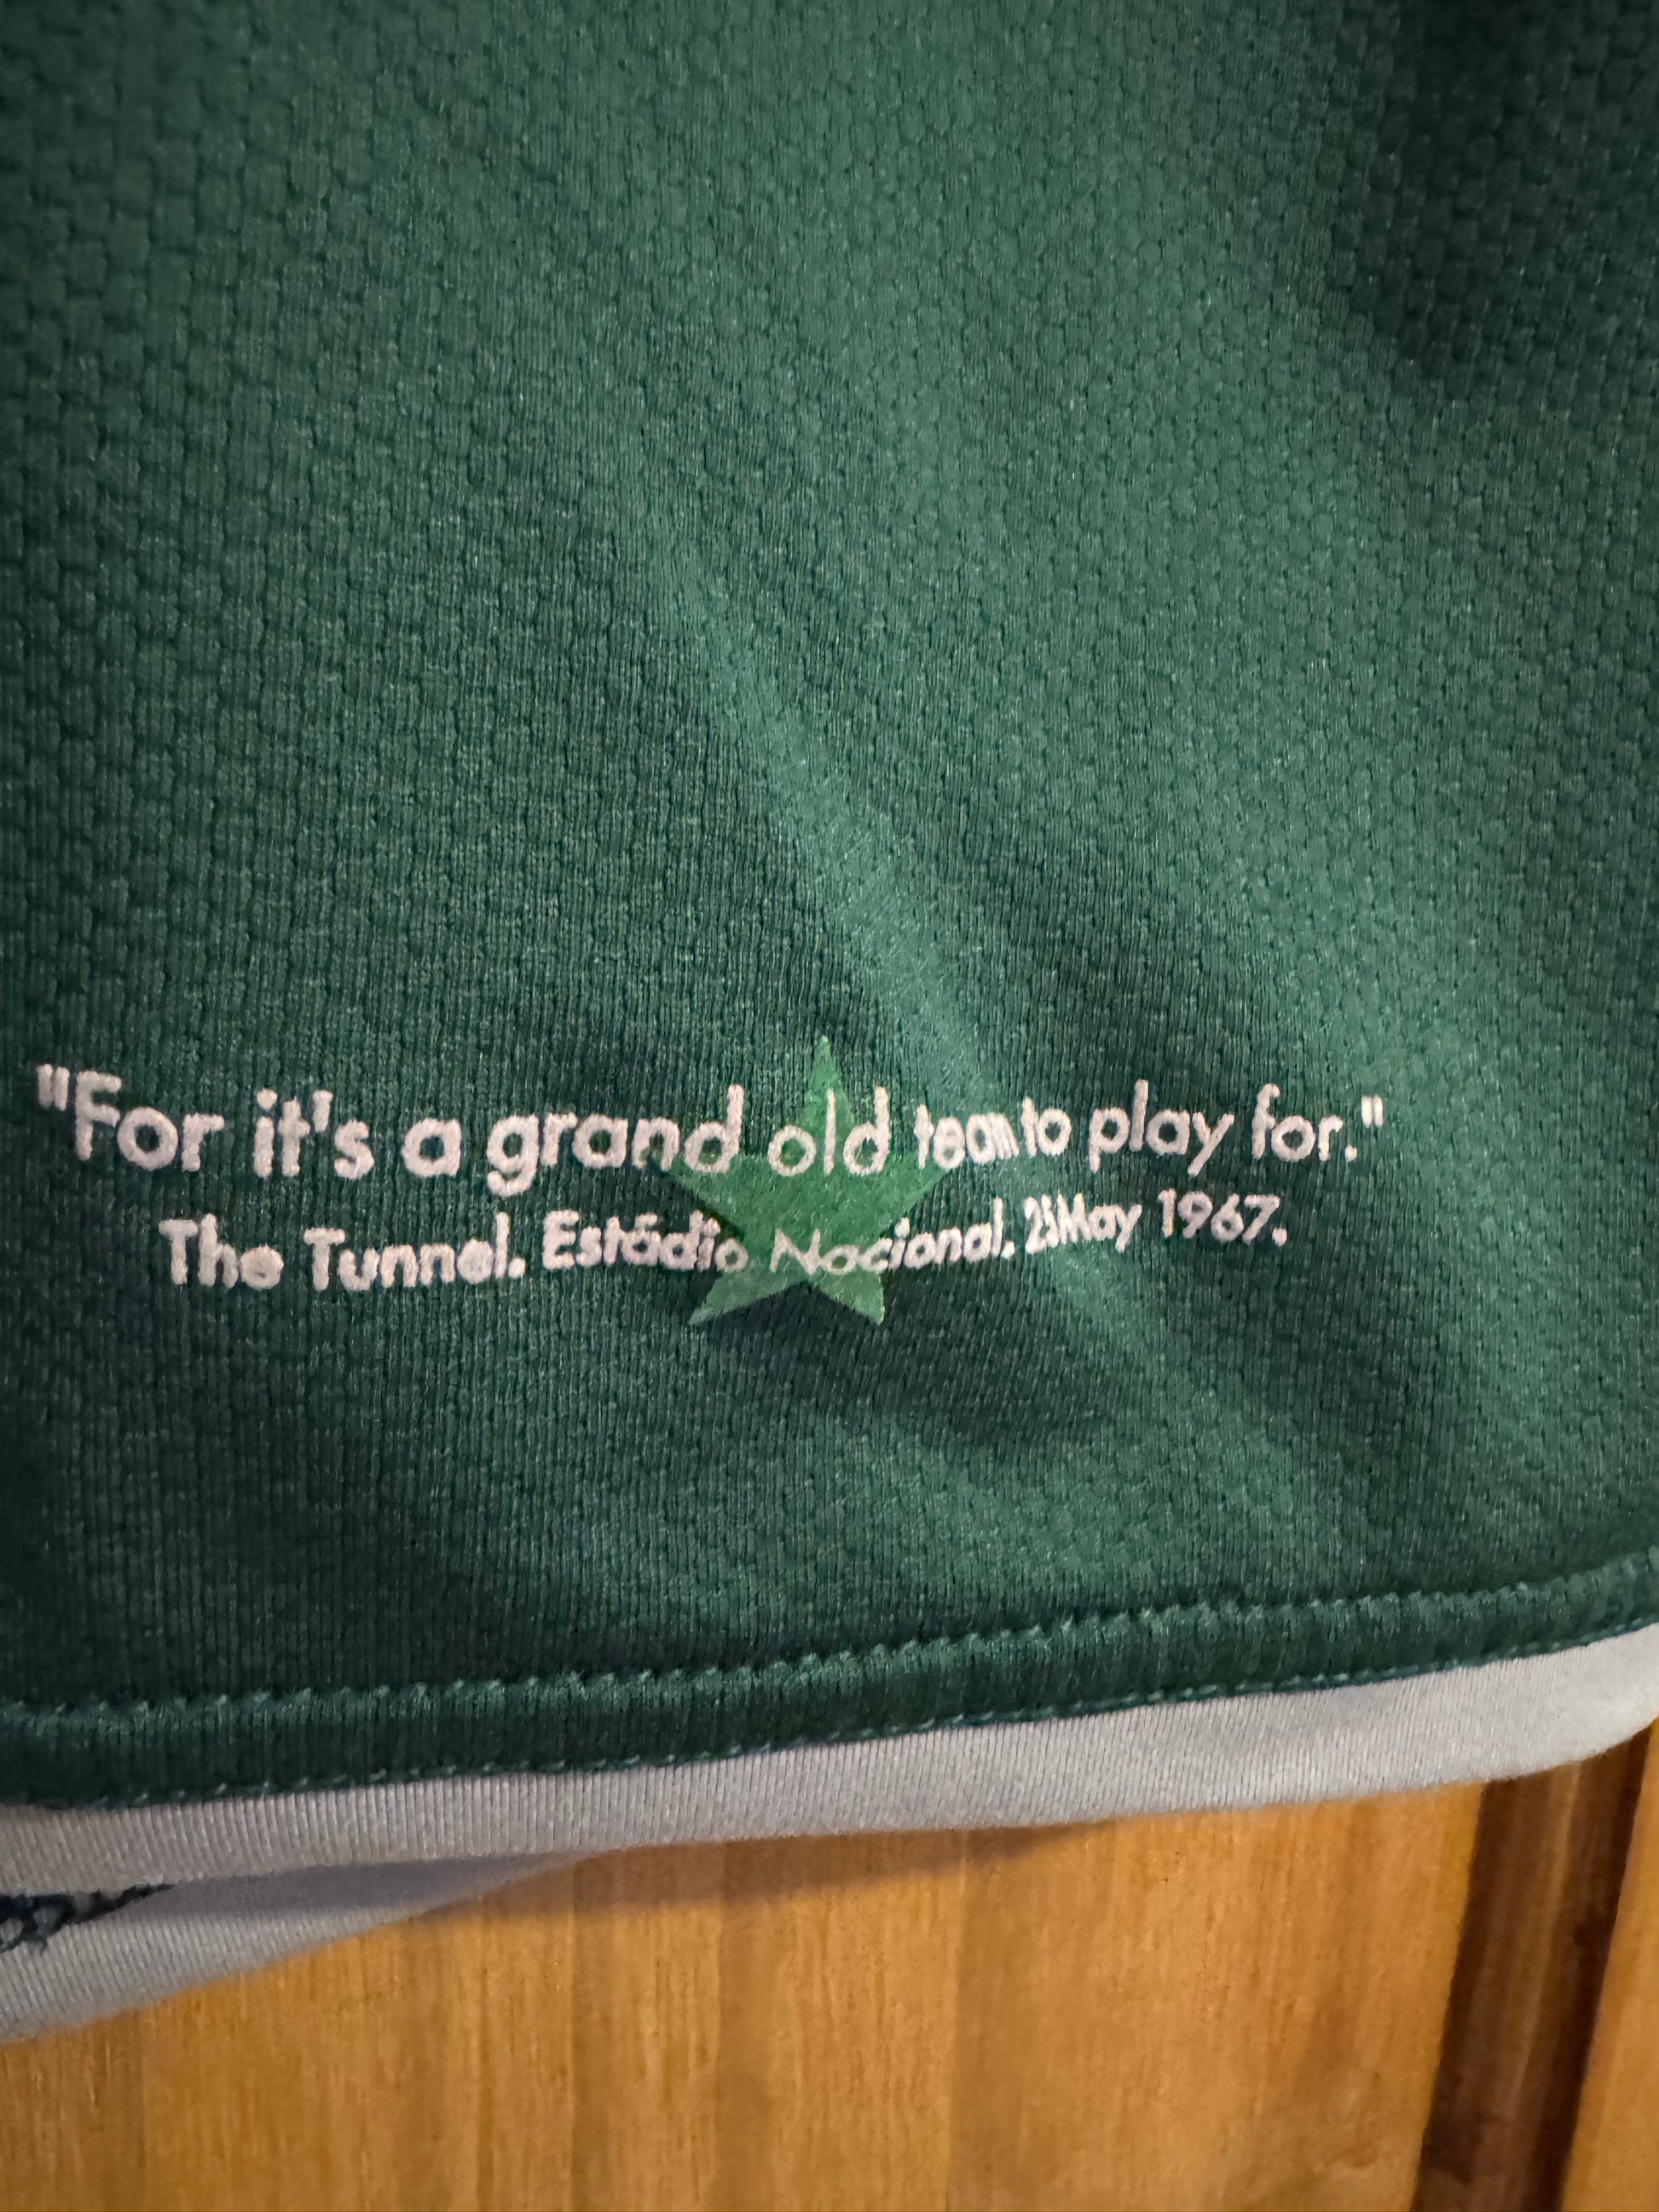 "For it's a grand old team to play for."
The Tunnel. Estádio Nacional. 25 May 1967.